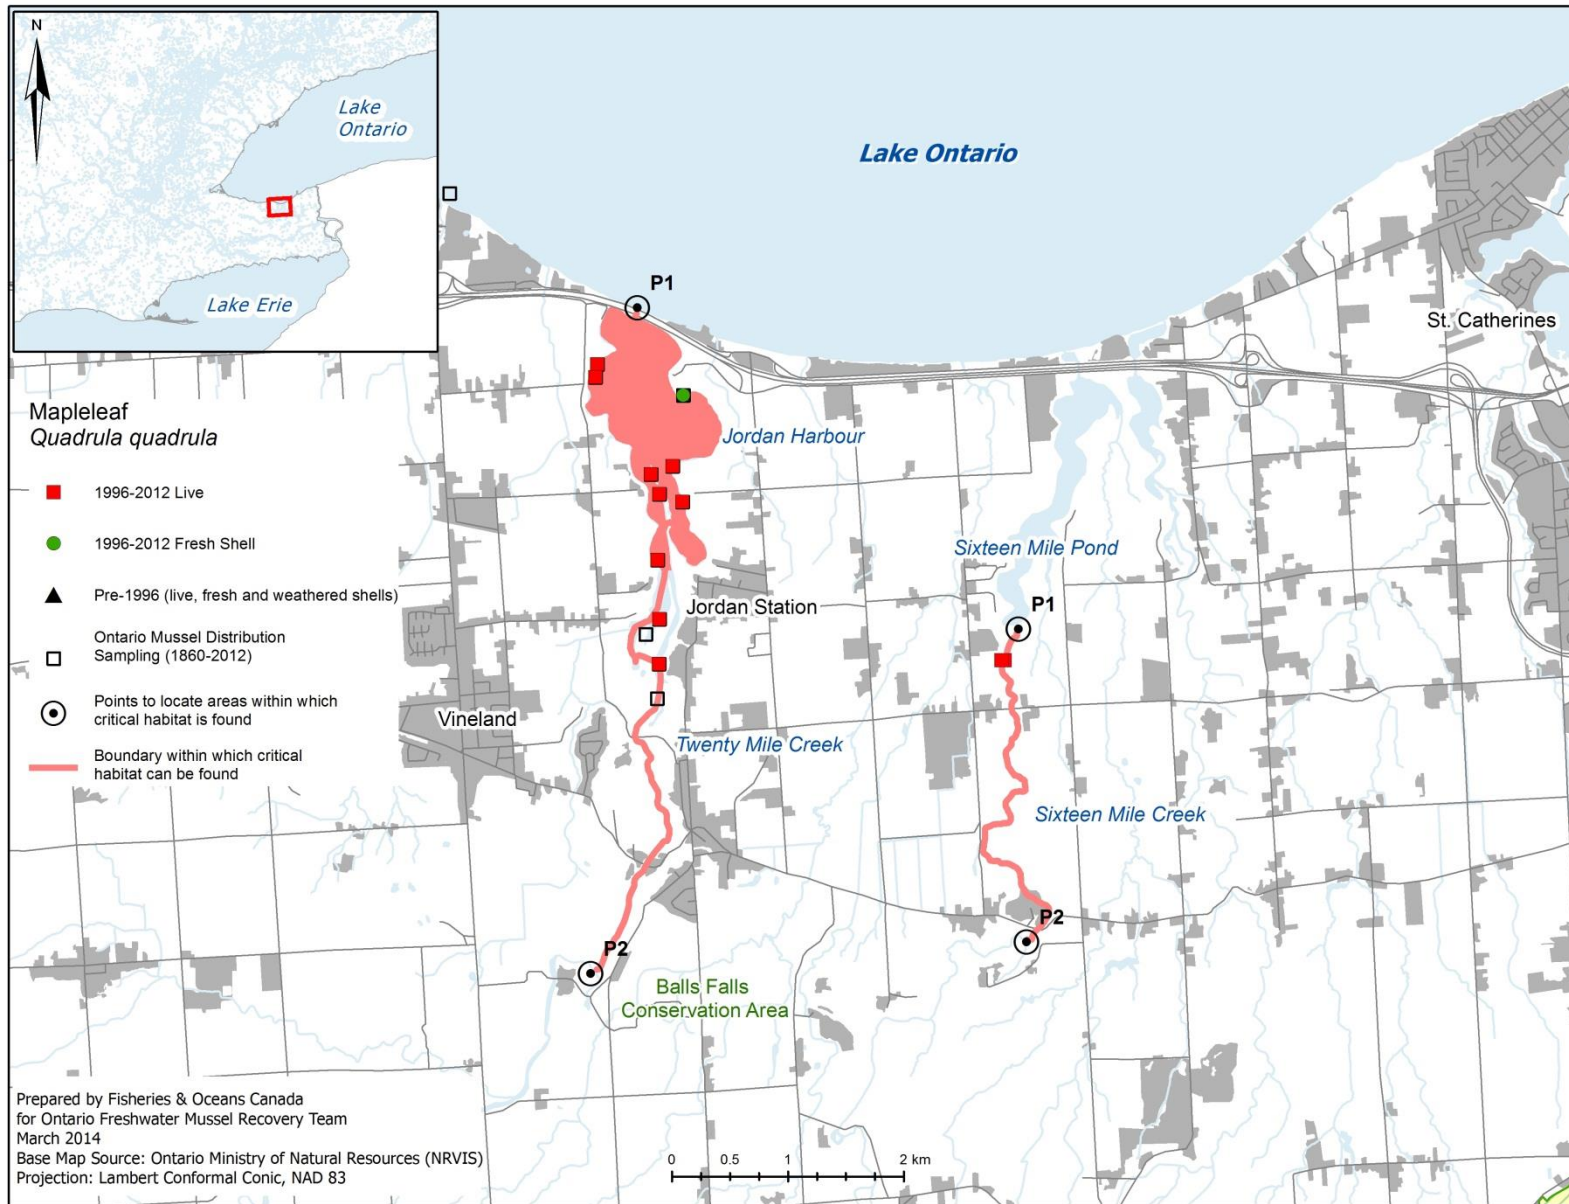 N
Lake
Ontario
Lake Erie
Lake Ontario
P1
St. Catherines
Mapleleaf
Quadrula quadrula
1996-2012 Live
1996-2012 Fresh Shell
Pre-1996 (live, fresh and weathered shells)
Ontario Mussel Distribution
Sampling (1860-2012)
Points to locate areas within which
critical habitat is found
Boundary within which critical
habitat can be found
Jordan Harbour
Sixteen Mile Pond
Jordan Station
P1
Vineland
Twenty Mile Creek
Sixteen Mile Creek
P2
P2
Balls Falls
Conservation Area
Prepared by Fisheries & Oceans Canada
for Ontario Freshwater Mussel Recovery Team
March 2014
Base Map Source: Ontario Ministry of Natural Resources (NRVIS)
Projection: Lambert Conformal Conic, NAD 83
0 0.5 1 2 km